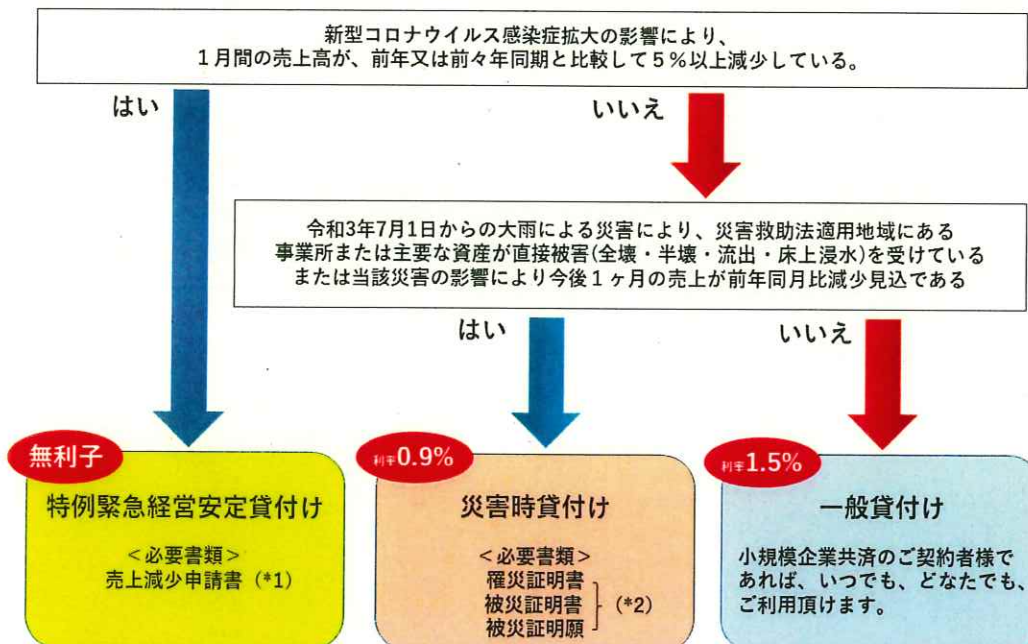 新型コロナウイルス感染症拡大の影響により、
１月間の売上高が、前年又は前々年同期と比較して５％以上減少している。
はい
いいえ
令和3年7月1日からの大雨による災害により、災害救助法適用地域にある
事業所または主要な資産が直接被害(全壊・半壊・流出・床上浸水)を受けている
または当該災害の影響により今後１ヶ月の売上が前年同月比減少見込である
はい
いいえ
無利子
特例緊急経営安定貸付け
＜必要書類＞
売上減少申請書 (*1)
利率0.9%
災害時貸付け
＜必要書類＞
罹災証明書
被災証明書 (*2)
被災証明願
利率1.5%
一般貸付け
小規模企業共済のご契約者様で
あれば、いつでも、どなたでも、
ご利用頂けます。